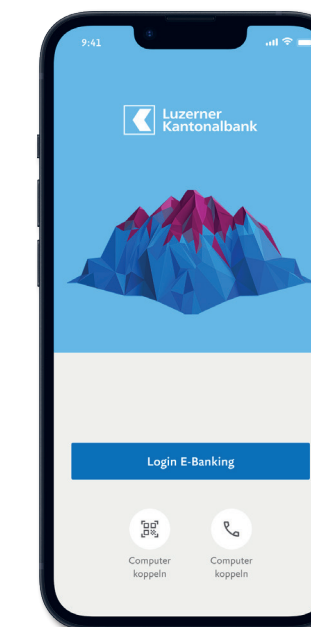 9:41
Luzerner
Kantonalbank
Login E-Banking
Computer
koppeln
Computer
koppeln